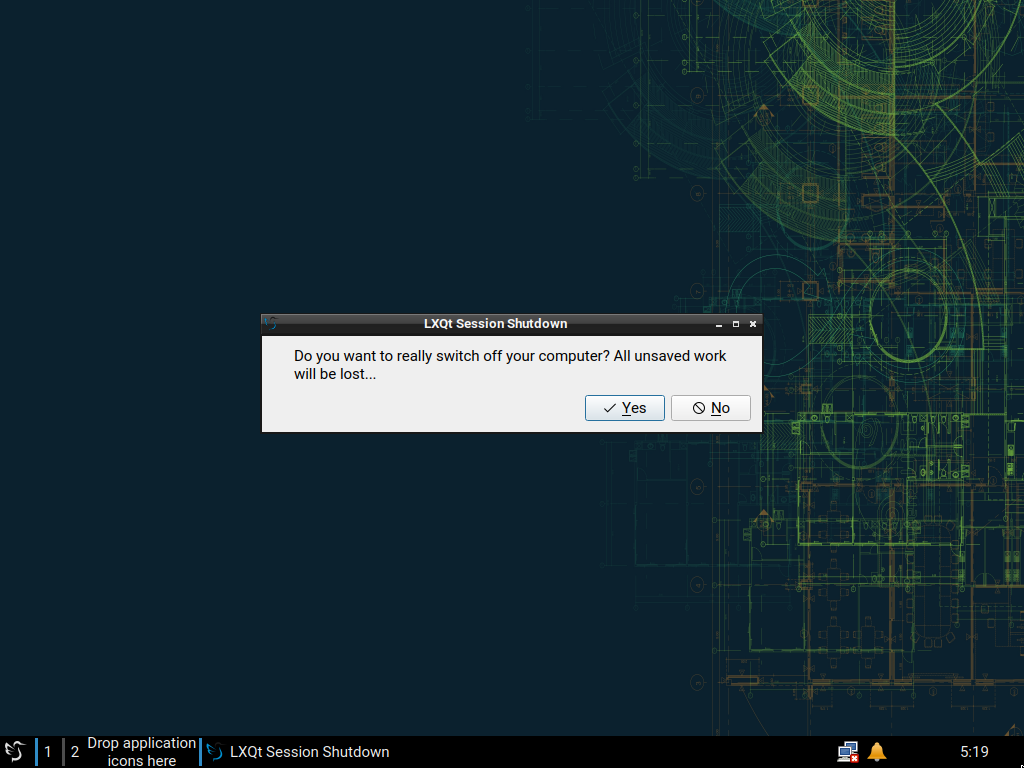 LXQt Session Shutdown
Do you want to really switch off your computer? All unsaved work
will be lost...
Yes
No
1
2
Drop application
icons here
LXQt Session Shutdown
5:19